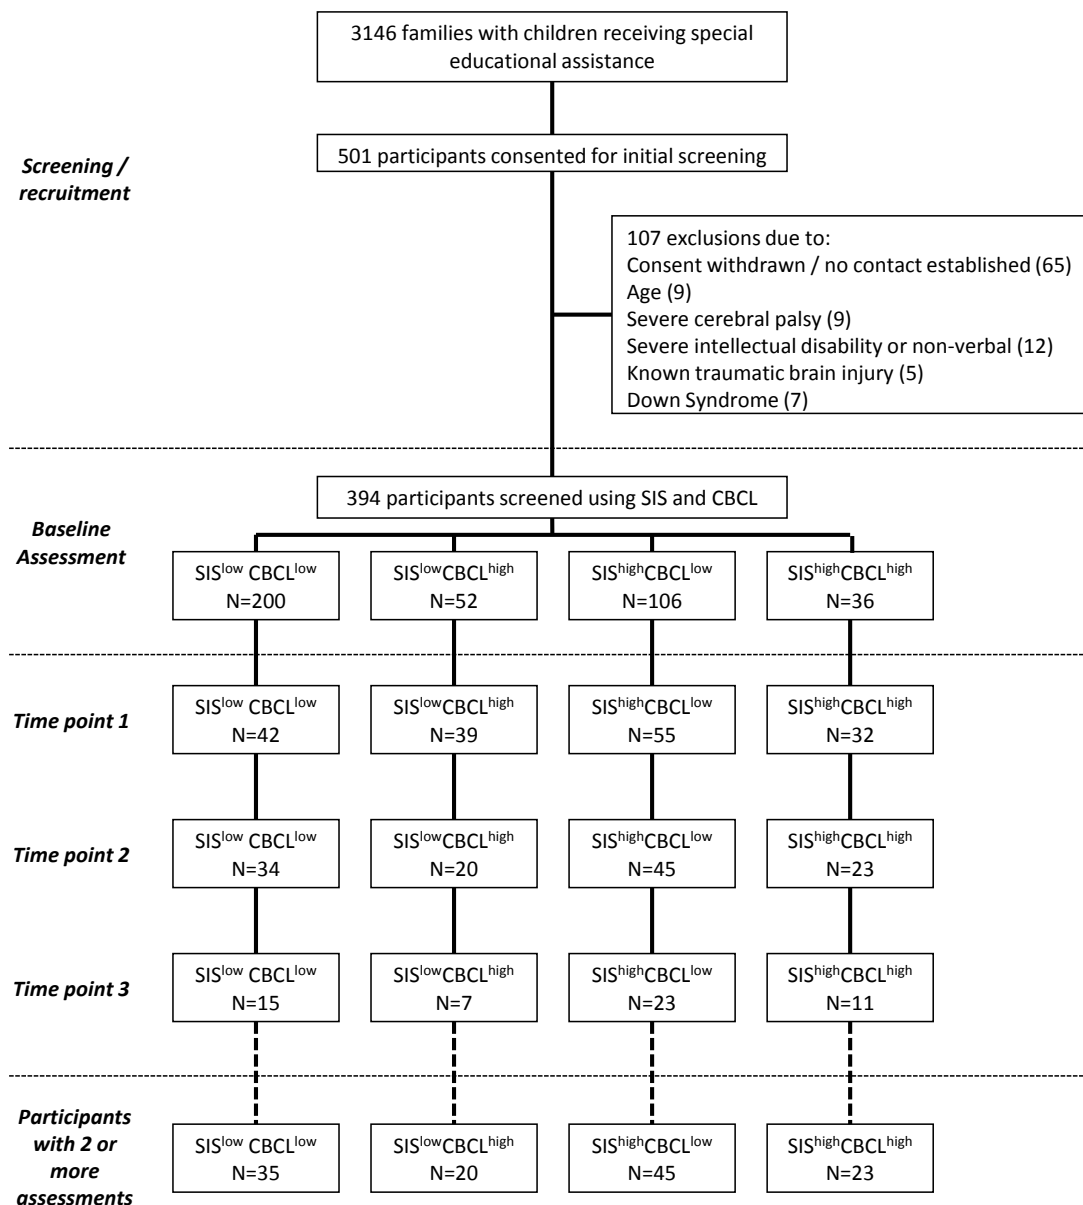 3146 families with children receiving special
educational assistance
Screening /
recruitment
501 participants consented for initial screening
107 exclusions due to:
Consent withdrawn / no contact established (65)
Age (9)
Severe cerebral palsy (9)
Severe intellectual disability or non-verbal (12)
Known traumatic brain injury (5)
Down Syndrome (7)
394 participants screened using SIS and CBCL
Baseline
Assessment
SISlow CBCLlow
N=200
SISlowCBCLhigh
N=52
SIShighCBCLlow
N=106
SIShighCBCLhigh
N=36
Time point 1
SISlow CBCLlow
N=42
SISlowCBCLhigh
N=39
SIShighCBCLlow
N=55
SIShighCBCLhigh
N=32
Time point 2
SISlow CBCLlow
N=34
SISlowCBCLhigh
N=20
SIShighCBCLlow
N=45
SIShighCBCLhigh
N=23
Time point 3
SISlow CBCLlow
N=15
SISlowCBCLhigh
N=7
SIShighCBCLlow
N=23
SIShighCBCLhigh
N=11
Participants
with 2 or
more
assessments
SISlow CBCLlow
N=35
SISlowCBCLhigh
N=20
SIShighCBCLlow
N=45
SIShighCBCLhigh
N=23